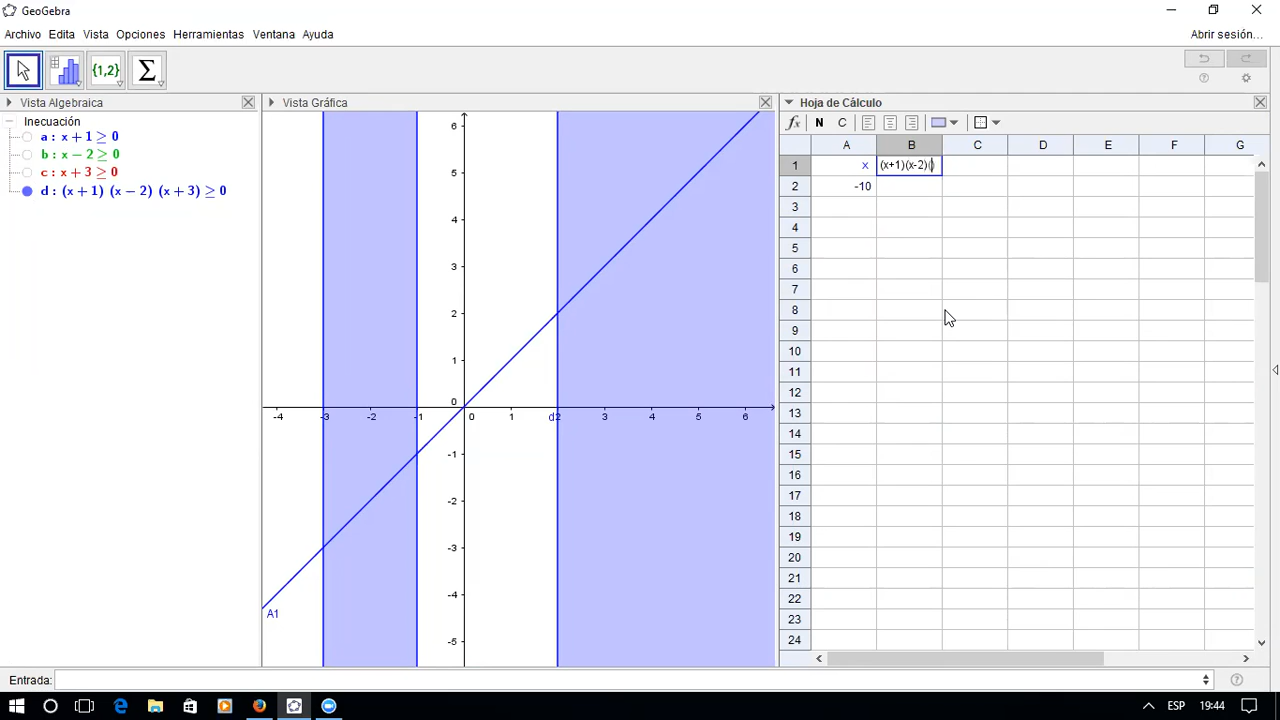 GeoGebra
Archivo Edita Vista Opciones Herramientas Ventana Ayuda
Abrir sesión...
{1,2} Σ
Vista Algebraica
Vista Gráfica
Hoja de Cálculo
Inecuación
a : x + 1 ≥ 0
b : x − 2 ≥ 0
c : x + 3 ≥ 0
d : (x + 1) (x − 2) (x + 3) ≥ 0
6
5
4
3
2
1
0
-1
-2
-3
-4
-5
-4 -3 -2 -1 0 1 d 2 3 4 5 6
A1
fx N C
A B C D E F G
1 x (x+1)(x-2)()
2 -10
3
4
5
6
7
8
9
10
11
12
13
14
15
16
17
18
19
20
21
22
23
24
Entrada:
ESP 19:44